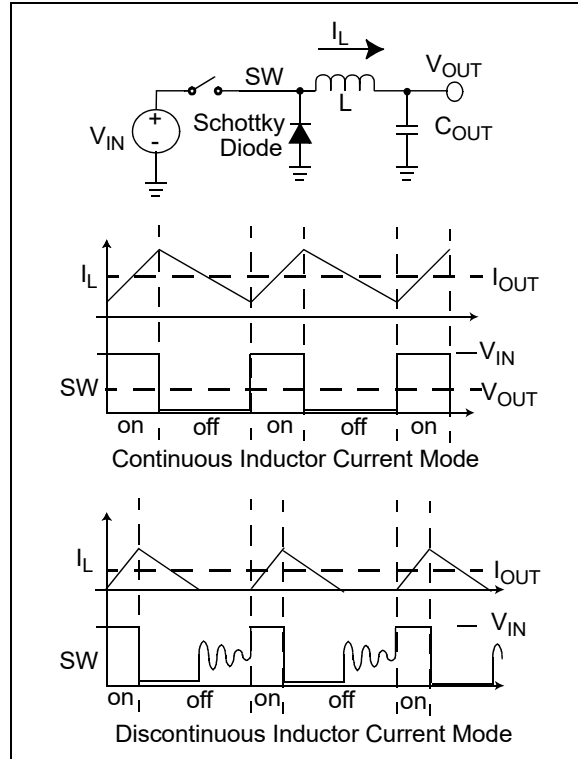 I_L
SW
V_OUT
L
Schottky
Diode
C_OUT
V_IN
+
-
I_L
I_OUT
V_IN
SW
V_OUT
on off on off on
Continuous Inductor Current Mode
I_L
I_OUT
V_IN
SW
on off on off on
Discontinuous Inductor Current Mode